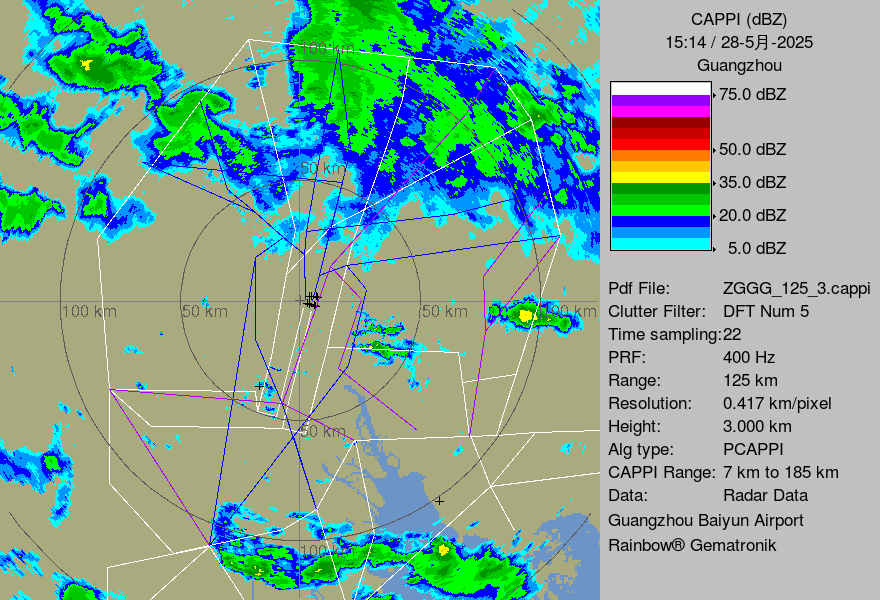 CAPPI (dBZ)
15:14 / 28-5月-2025
Guangzhou
75.0 dBZ
50.0 dBZ
35.0 dBZ
20.0 dBZ
5.0 dBZ
Pdf File: ZGGG_125_3.cappi
Clutter Filter: DFT Num 5
Time sampling:22
PRF: 400 Hz
Range: 125 km
Resolution: 0.417 km/pixel
Height: 3.000 km
Alg type: PCAPPI
CAPPI Range: 7 km to 185 km
Data: Radar Data
Guangzhou Baiyun Airport
Rainbow® Gematronik
100 km
50 km
100 km
50 km
50 km
100 km
50 km
100 km